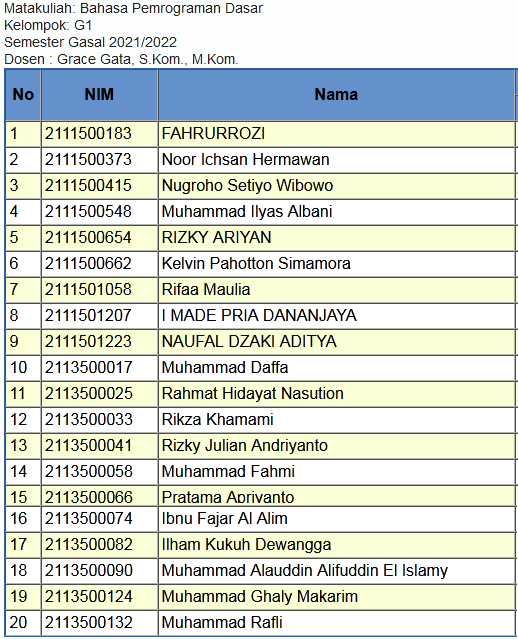 Matakuliah: Bahasa Pemrograman Dasar
Kelompok: G1
Semester Gasal 2021/2022
Dosen : Grace Gata, S.Kom., M.Kom.
No NIM Nama
1 2111500183 FAHRURROZI
2 2111500373 Noor Ichsan Hermawan
3 2111500415 Nugroho Setiyo Wibowo
4 2111500548 Muhammad Ilyas Albani
5 2111500654 RIZKY ARIYAN
6 2111500662 Kelvin Pahotton Simamora
7 2111501058 Rifaa Maulia
8 2111501207 I MADE PRIA DANANJAYA
9 2111501223 NAUFAL DZAKI ADITYA
10 2113500017 Muhammad Daffa
11 2113500025 Rahmat Hidayat Nasution
12 2113500033 Rikza Khamami
13 2113500041 Rizky Julian Andriyanto
14 2113500058 Muhammad Fahmi
15 2113500066 Pratama Apriyanto
16 2113500074 Ibnu Fajar Al Alim
17 2113500082 Ilham Kukuh Dewangga
18 2113500090 Muhammad Alauddin Alifuddin El Islamy
19 2113500124 Muhammad Ghaly Makarim
20 2113500132 Muhammad Rafli